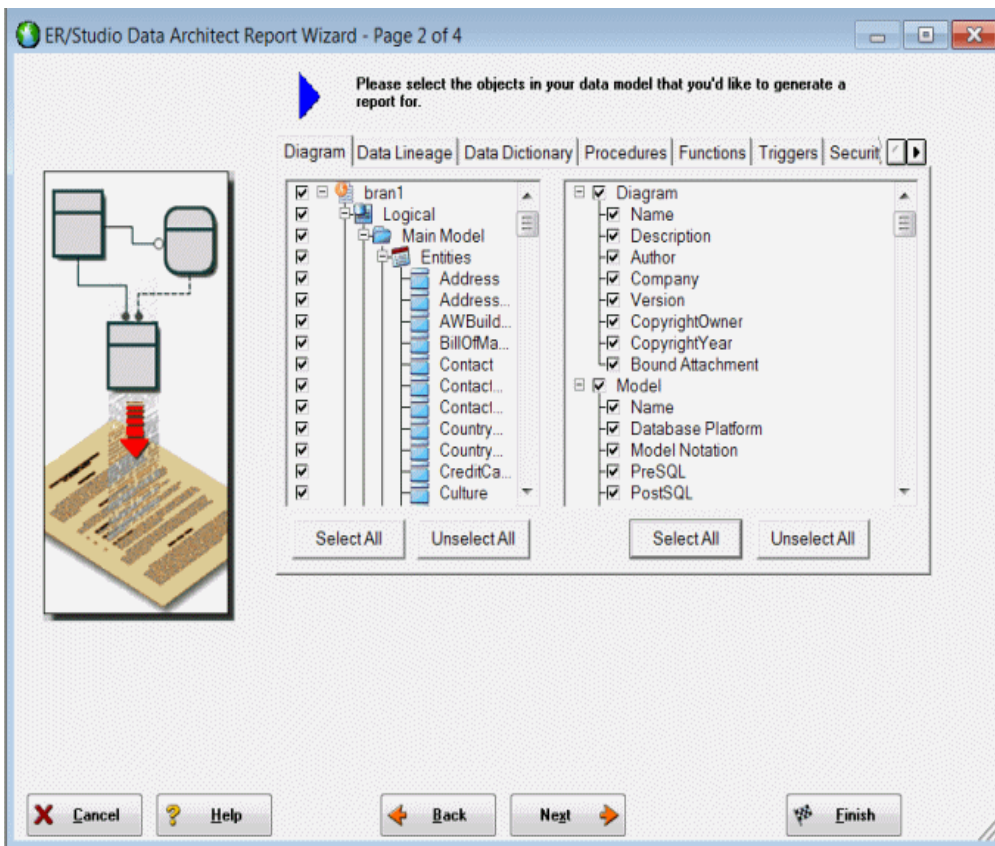 ER/Studio Data Architect Report Wizard - Page 2 of 4
Please select the objects in your data model that you'd like to generate a
report for.
Diagram Data Lineage Data Dictionary Procedures Functions Triggers Securit
bran1
Logical
Main Model
Entities
Address
Address...
AWBuild...
BillOfMa...
Contact
Contact...
Contact...
Country...
Country...
CreditCa...
Culture
Diagram
Name
Description
Author
Company
Version
CopyrightOwner
CopyrightYear
Bound Attachment
Model
Name
Database Platform
Model Notation
PreSQL
PostSQL
Select All Unselect All Select All Unselect All
Cancel Help Back Next Finish